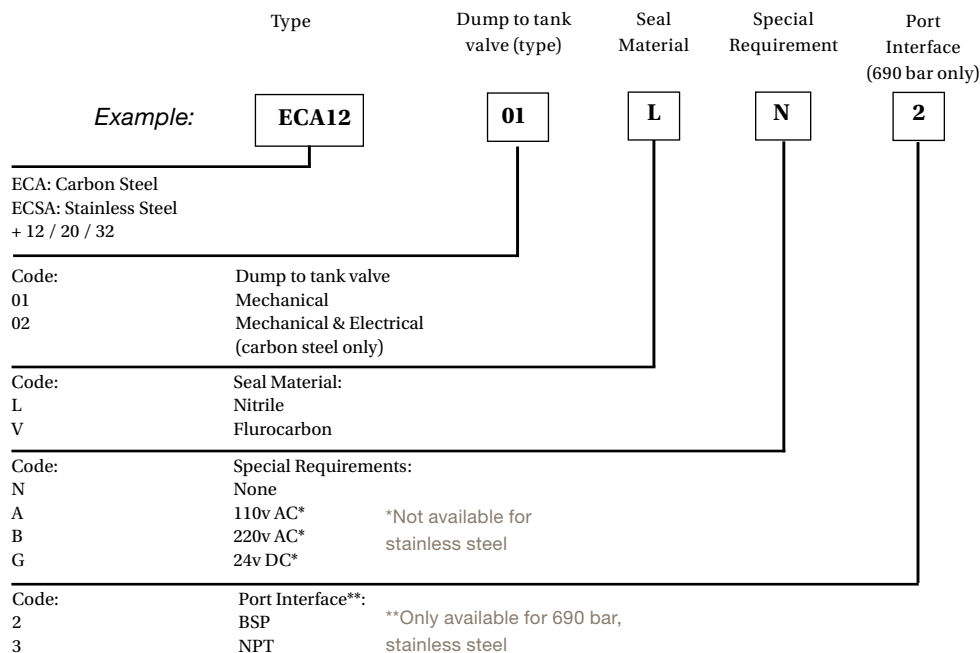 Type Dump to tank Seal Special Port
valve (type) Material Requirement Interface
(690 bar only)
Example: ECA12 01 L N 2
ECA: Carbon Steel
ECSA: Stainless Steel
+ 12 / 20 / 32
Code: Dump to tank valve
01 Mechanical
02 Mechanical & Electrical
(carbon steel only)
Code: Seal Material:
L Nitrile
V Flurocarbon
Code: Special Requirements:
N None
A 110v AC* *Not available for
B 220v AC* stainless steel
G 24v DC*
Code: Port Interface**:
2 BSP **Only available for 690 bar,
3 NPT stainless steel